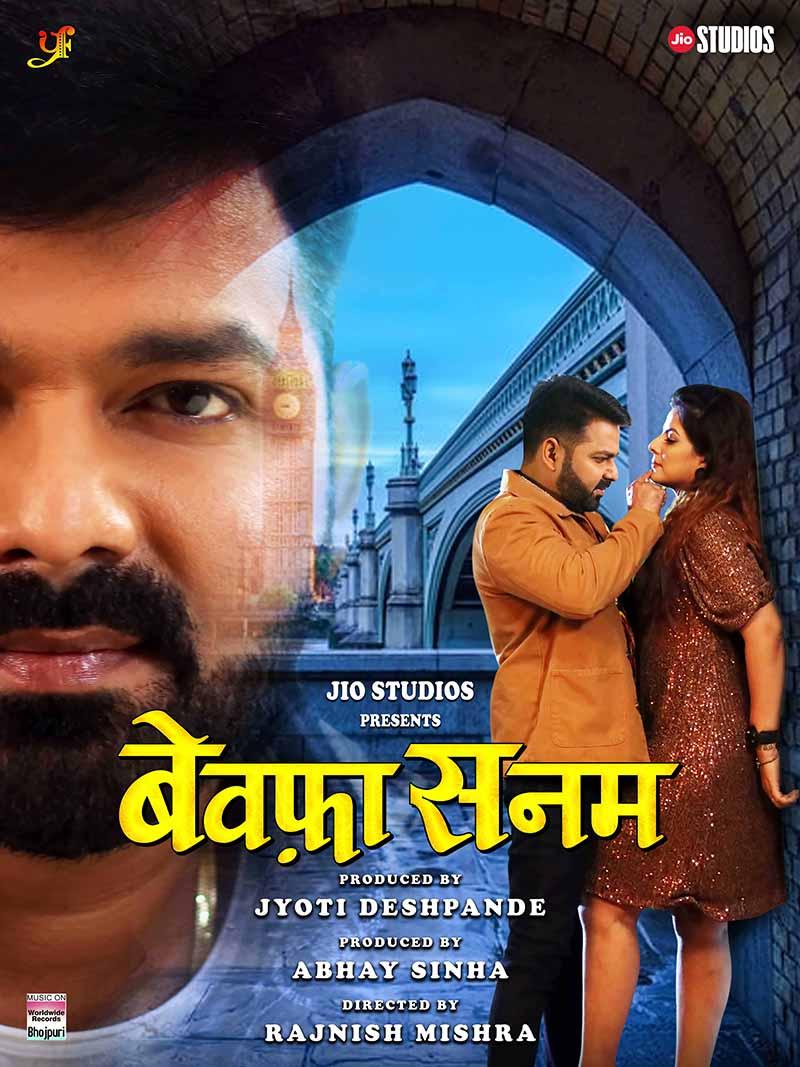 YF
Jio STUDIOS
JIO STUDIOS
PRESENTS
बेवफ़ा सनम
PRODUCED BY
JYOTI DESHPANDE
PRODUCED BY
ABHAY SINHA
DIRECTED BY
RAJNISH MISHRA
MUSIC ON
Worldwide
Records
Bhojpuri